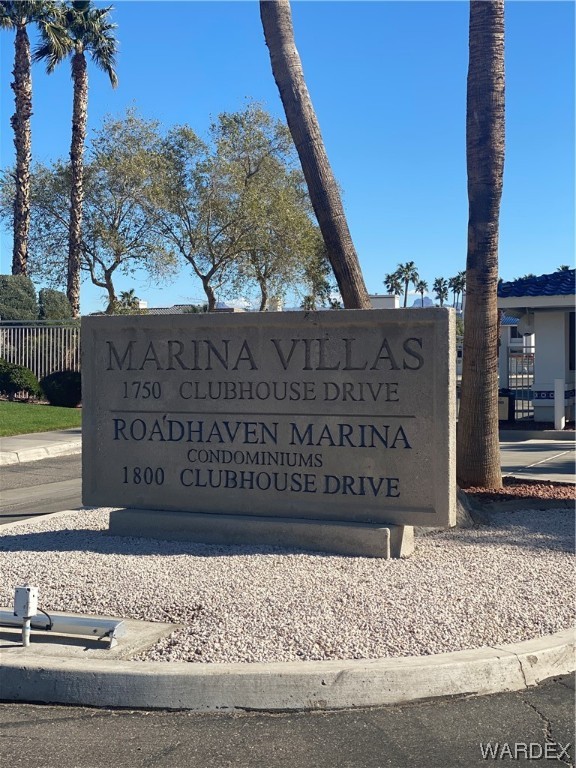 MARINA VILLAS
1750 CLUBHOUSE DRIVE
ROADHAVEN MARINA
CONDOMINIUMS
1800 CLUBHOUSE DRIVE
WARDEX